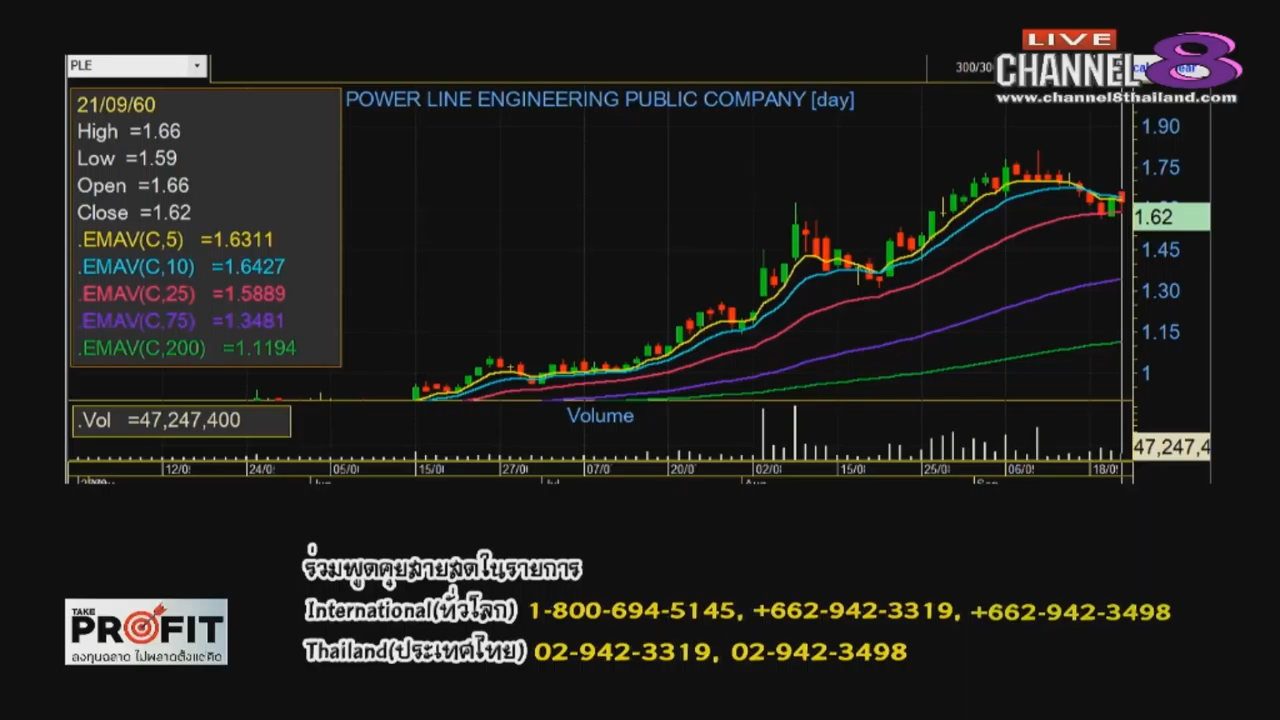 LIVE
CHANNEL 8
www.channel8thailand.com
PLE
300/30
POWER LINE ENGINEERING PUBLIC COMPANY [day]
21/09/60
High =1.66
Low =1.59
Open =1.66
Close =1.62
.EMAV(C,5) =1.6311
.EMAV(C,10) =1.6427
.EMAV(C,25) =1.5889
.EMAV(C,75) =1.3481
.EMAV(C,200) =1.1194
1.90
1.75
1.62
1.45
1.30
1.15
1
.Vol =47,247,400
Volume
47,247,4
12/0 24/0 05/0 15/0 27/0 07/0 20/0 02/0 15/0 25/0 06/0 18/0
ร่วมพูดคุยสายสดในรายการ
International(ทั่วโลก) 1-800-694-5145, +662-942-3319, +662-942-3498
Thailand(ประเทศไทย) 02-942-3319, 02-942-3498
TAKE
PROFIT
ลงทุนฉลาด ไม่พลาดตั้งแต่คิด